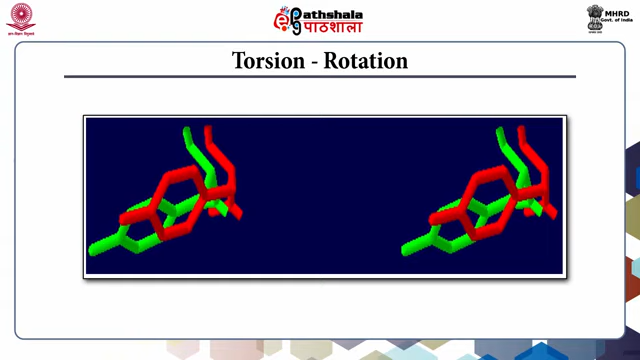 Pathshala
पाठशाला
MHRD
Govt. of India
Torsion - Rotation